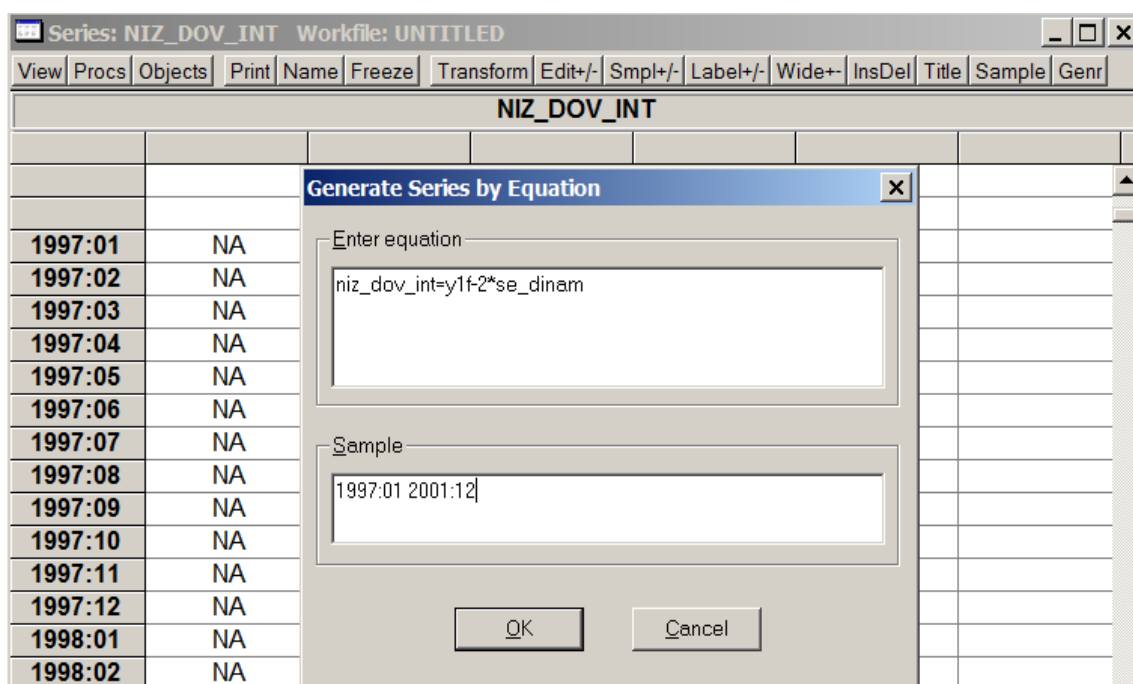 Series: NIZ_DOV_INT Workfile: UNTITLED
View Procs Objects Print Name Freeze Transform Edit+/- Smpl+/- Label+/- Wide+- InsDel Title Sample Genr
NIZ_DOV_INT
Generate Series by Equation
Enter equation
niz_dov_int=y1f-2*se_dinam
Sample
1997:01 2001:12
OK Cancel
1997:01 NA
1997:02 NA
1997:03 NA
1997:04 NA
1997:05 NA
1997:06 NA
1997:07 NA
1997:08 NA
1997:09 NA
1997:10 NA
1997:11 NA
1997:12 NA
1998:01 NA
1998:02 NA